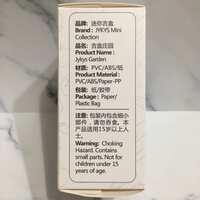 品牌：迷你吉盒
Brand : JYKYS Mini
Collection
品名：吉盒庄园
Product Name :
Jykys Garden
材质：PVC/ABS/纸
Product Material :
PVC/ABS/Paper-PP
包装：纸/胶带
Package : Paper/
Plastic Bag
注意：包装内包含细小
部件，请勿吞食。本
产品适用15岁以上人
士。
Warning: Choking
Hazard. Contains
small parts. Not for
children under 15
years of age.